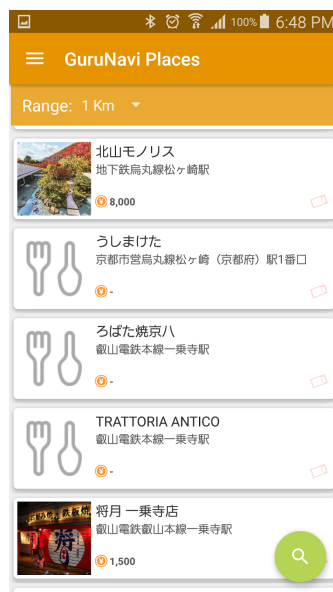 100% 6:48 PM
GuruNavi Places
Range: 1 Km
北山モノリス
地下鉄烏丸線松ヶ崎駅
8,000
うしまけた
京都市営烏丸線松ヶ崎（京都府）駅1番口
-
ろばた焼京八
叡山電鉄本線一乗寺駅
-
TRATTORIA ANTICO
叡山電鉄本線一乗寺駅
-
将月 一乗寺店
叡山電鉄叡山本線一乗寺駅
1,500